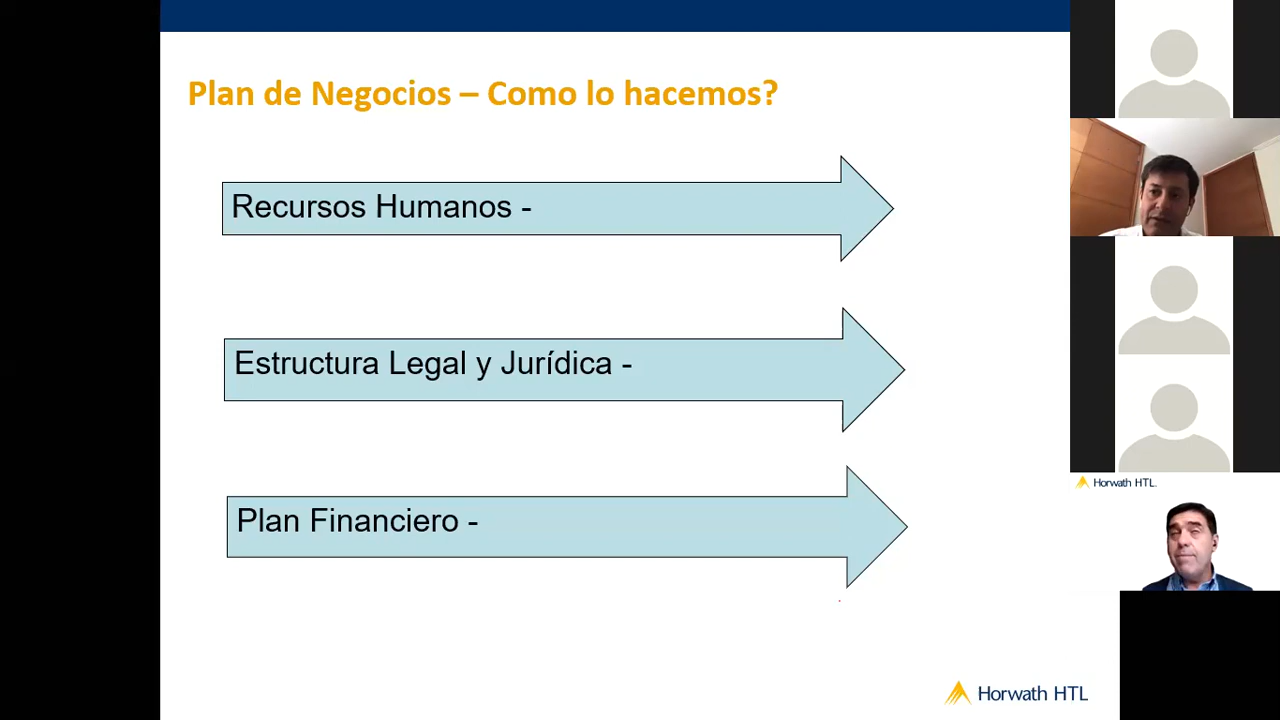 Plan de Negocios – Como lo hacemos?
Recursos Humanos -
Estructura Legal y Jurídica -
Plan Financiero -
Horwath HTL.
Horwath HTL